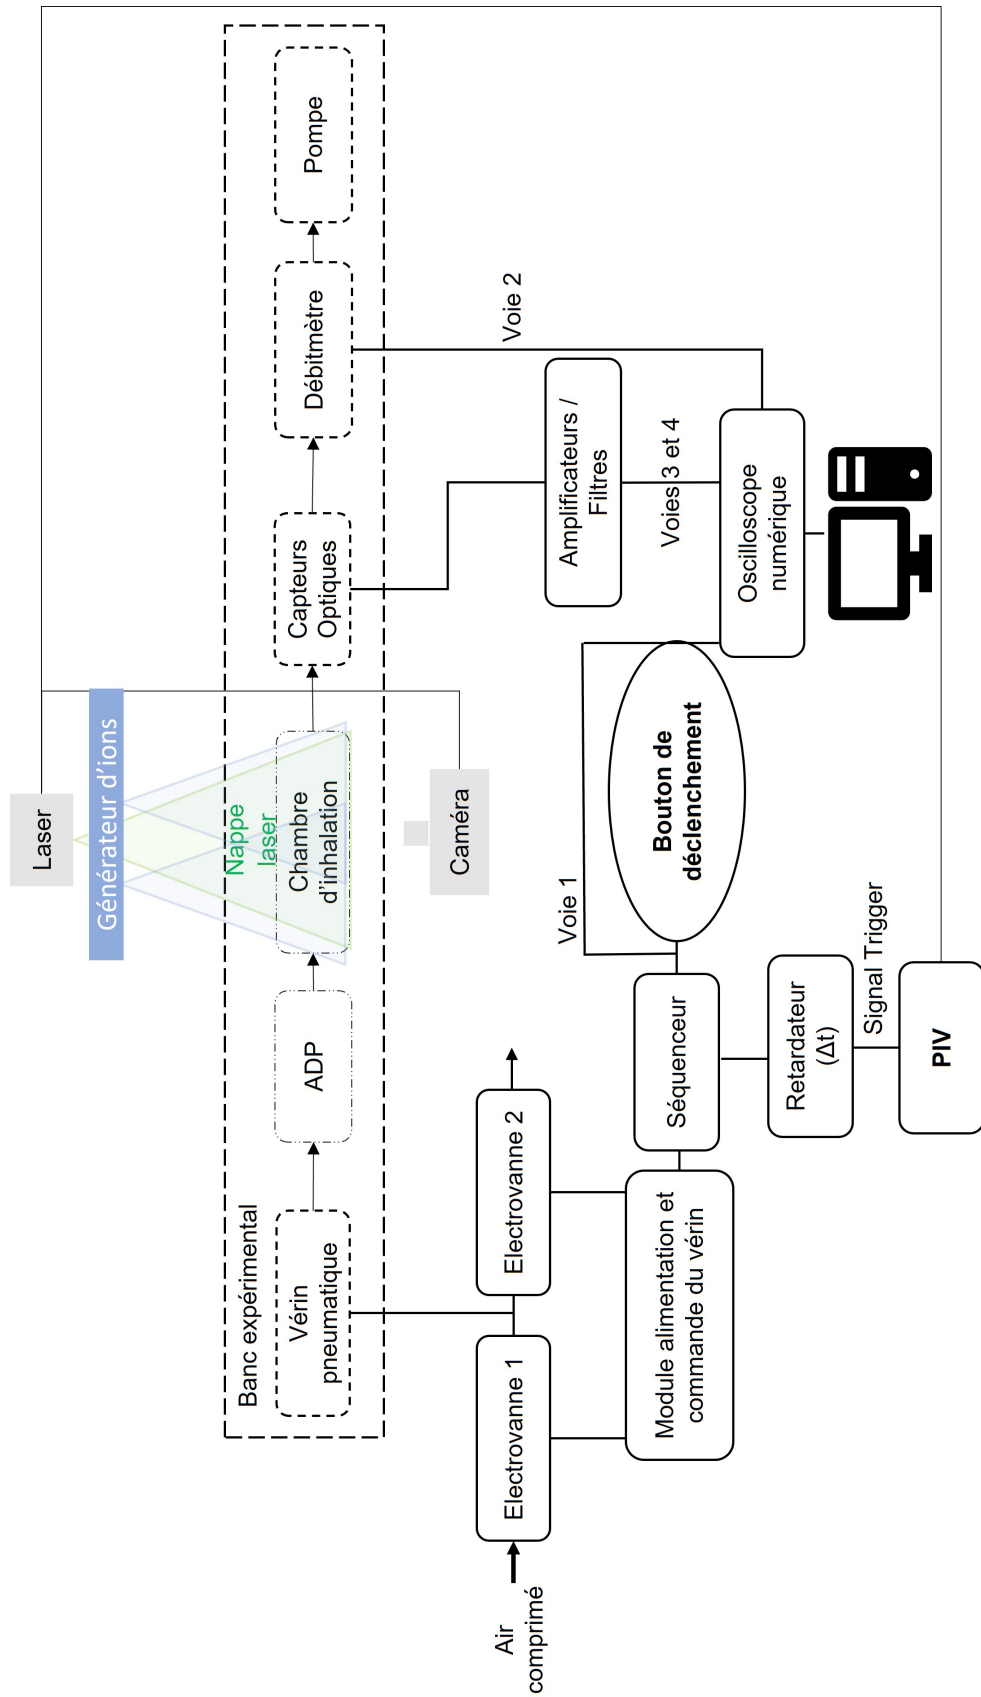 Laser
Générateur d'ions
Nappe
laser
Banc expérimental
Vérin
pneumatique
ADP
Chambre
d'inhalation
Capteurs
Optiques
Débitmètre
Pompe
Caméra
Air
comprimé
Electrovanne 1
Electrovanne 2
Voie 1
Voie 2
Amplificateurs /
Filtres
Voies 3 et 4
Module alimentation et
commande du vérin
Séquenceur
Bouton de
déclenchement
Oscilloscope
numérique
Retardateur
(Δt)
Signal Trigger
PIV